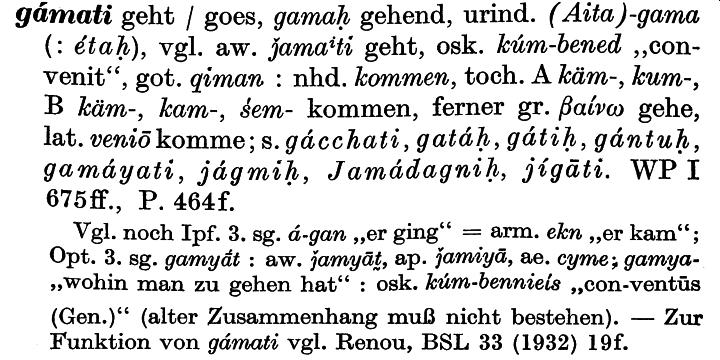 gámati geht / goes, gamaḥ gehend, urind. (Aita)-gama
(: étaḥ), vgl. aw. ǰamaⁱti geht, osk. kúm-bened „con-
venit“, got. qiman : nhd. kommen, toch. A käm-, kum-,
B käm-, kam-, śem- kommen, ferner gr. βαίνω gehe,
lat. veniō komme; s. gácchati, gatáḥ, gátiḥ, gántuḥ,
gamáyati, jágmiḥ, Jamádagniḥ, jígāti. WP I
675ff., P. 464f.
Vgl. noch Ipf. 3. sg. á-gan „er ging“ = arm. ekn „er kam“;
Opt. 3. sg. gamyā́t : aw. ǰamyāt̰, ap. ǰamiyā, ae. cyme; gamya-
„wohin man zu gehen hat“ : osk. kúm-bennieís „con-ventūs
(Gen.)“ (alter Zusammenhang muß nicht bestehen). — Zur
Funktion von gámati vgl. Renou, BSL 33 (1932) 19f.